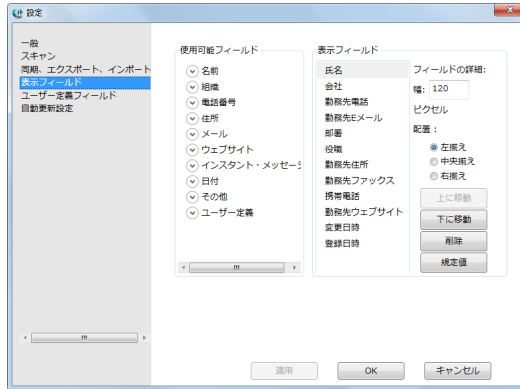 設定
一般
スキャン
同期、エクスポート、インポート
表示フィールド
ユーザー定義フィールド
自動更新設定
使用可能フィールド
名前
組織
電話番号
住所
メール
ウェブサイト
インスタント・メッセージ
日付
その他
ユーザー定義
表示フィールド
氏名
会社
勤務先電話
勤務先Eメール
部署
役職
勤務先住所
勤務先ファックス
携帯電話
勤務先ウェブサイト
変更日時
登録日時
フィールドの詳細:
幅: 120
ピクセル
配置:
左揃え
中央揃え
右揃え
上に移動
下に移動
削除
規定値
適用
OK
キャンセル